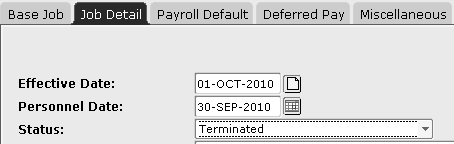 Base Job Job Detail Payroll Default Deferred Pay Miscellaneous
Effective Date: 01-OCT-2010
Personnel Date: 30-SEP-2010
Status: Terminated